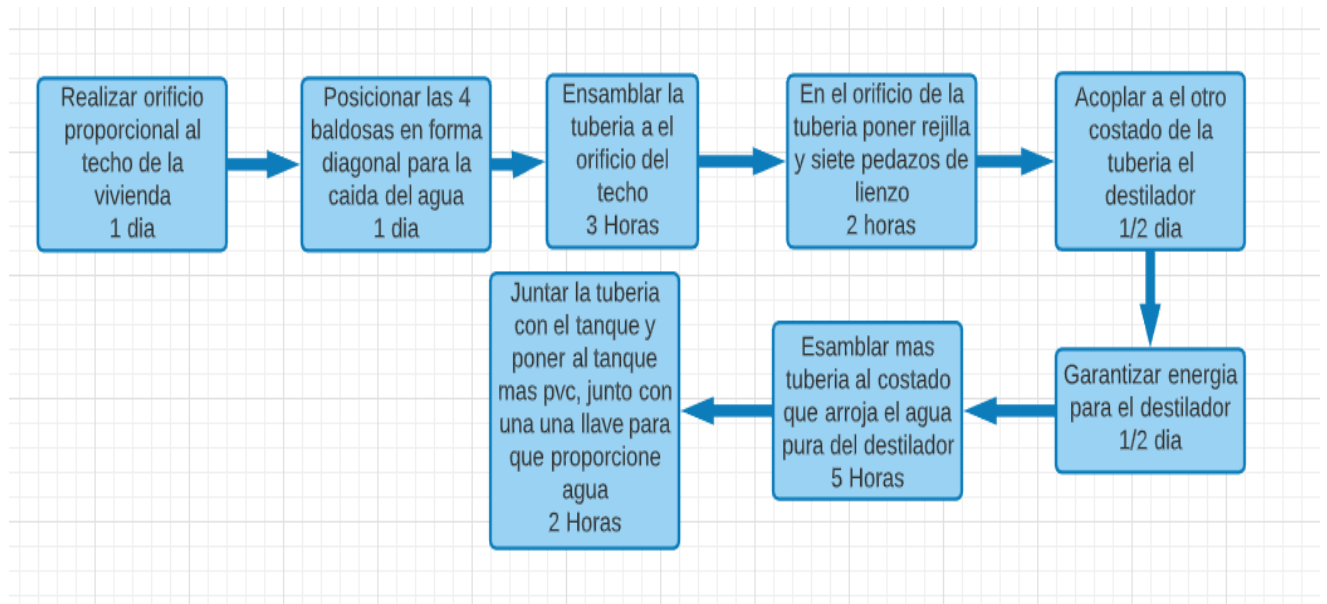 Realizar orificio
proporcional al
techo de la
vivienda
1 dia
Posicionar las 4
baldosas en forma
diagonal para la
caida del agua
1 dia
Ensamblar la
tuberia a el
orificio del
techo
3 Horas
En el orificio de la
tuberia poner rejilla
y siete pedazos de
lienzo
2 horas
Acoplar a el otro
costado de la
tuberia el
destilador
1/2 dia
Garantizar energia
para el destilador
1/2 dia
Esamblar mas
tuberia al costado
que arroja el agua
pura del destilador
5 Horas
Juntar la tuberia
con el tanque y
poner al tanque
mas pvc, junto con
una una llave para
que proporcione
agua
2 Horas